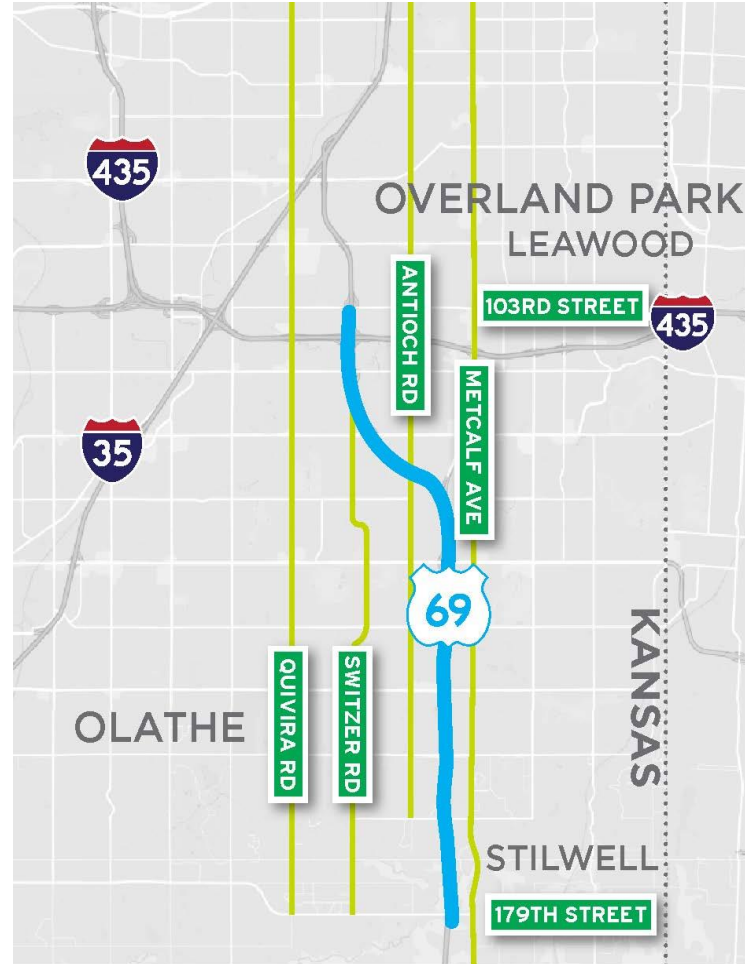 435
OVERLAND PARK
LEAWOOD
ANTIOCH RD
103RD STREET
435
METCALF AVE
35
69
KANSAS
QUIVIRA RD
SWITZER RD
OLATHE
STILWELL
179TH STREET